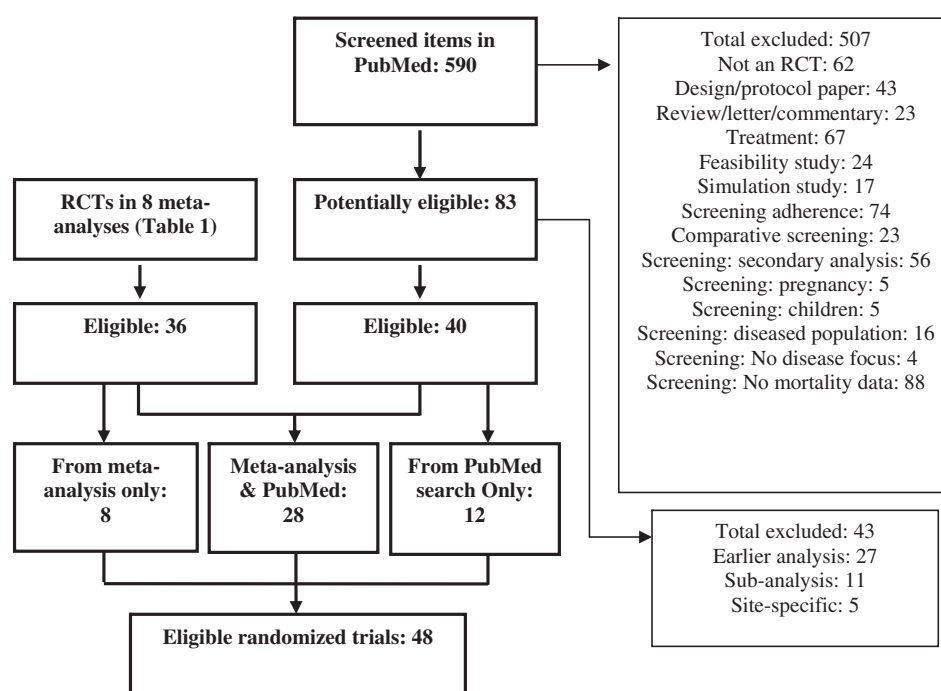 Screened items in
PubMed: 590
Total excluded: 507
Not an RCT: 62
Design/protocol paper: 43
Review/letter/commentary: 23
Treatment: 67
Feasibility study: 24
Simulation study: 17
Screening adherence: 74
Comparative screening: 23
Screening: secondary analysis: 56
Screening: pregnancy: 5
Screening: children: 5
Screening: diseased population: 16
Screening: No disease focus: 4
Screening: No mortality data: 88
RCTs in 8 meta-
analyses (Table 1)
Potentially eligible: 83
Eligible: 36
Eligible: 40
From meta-
analysis only:
8
Meta-analysis
& PubMed:
28
From PubMed
search Only:
12
Total excluded: 43
Earlier analysis: 27
Sub-analysis: 11
Site-specific: 5
Eligible randomized trials: 48